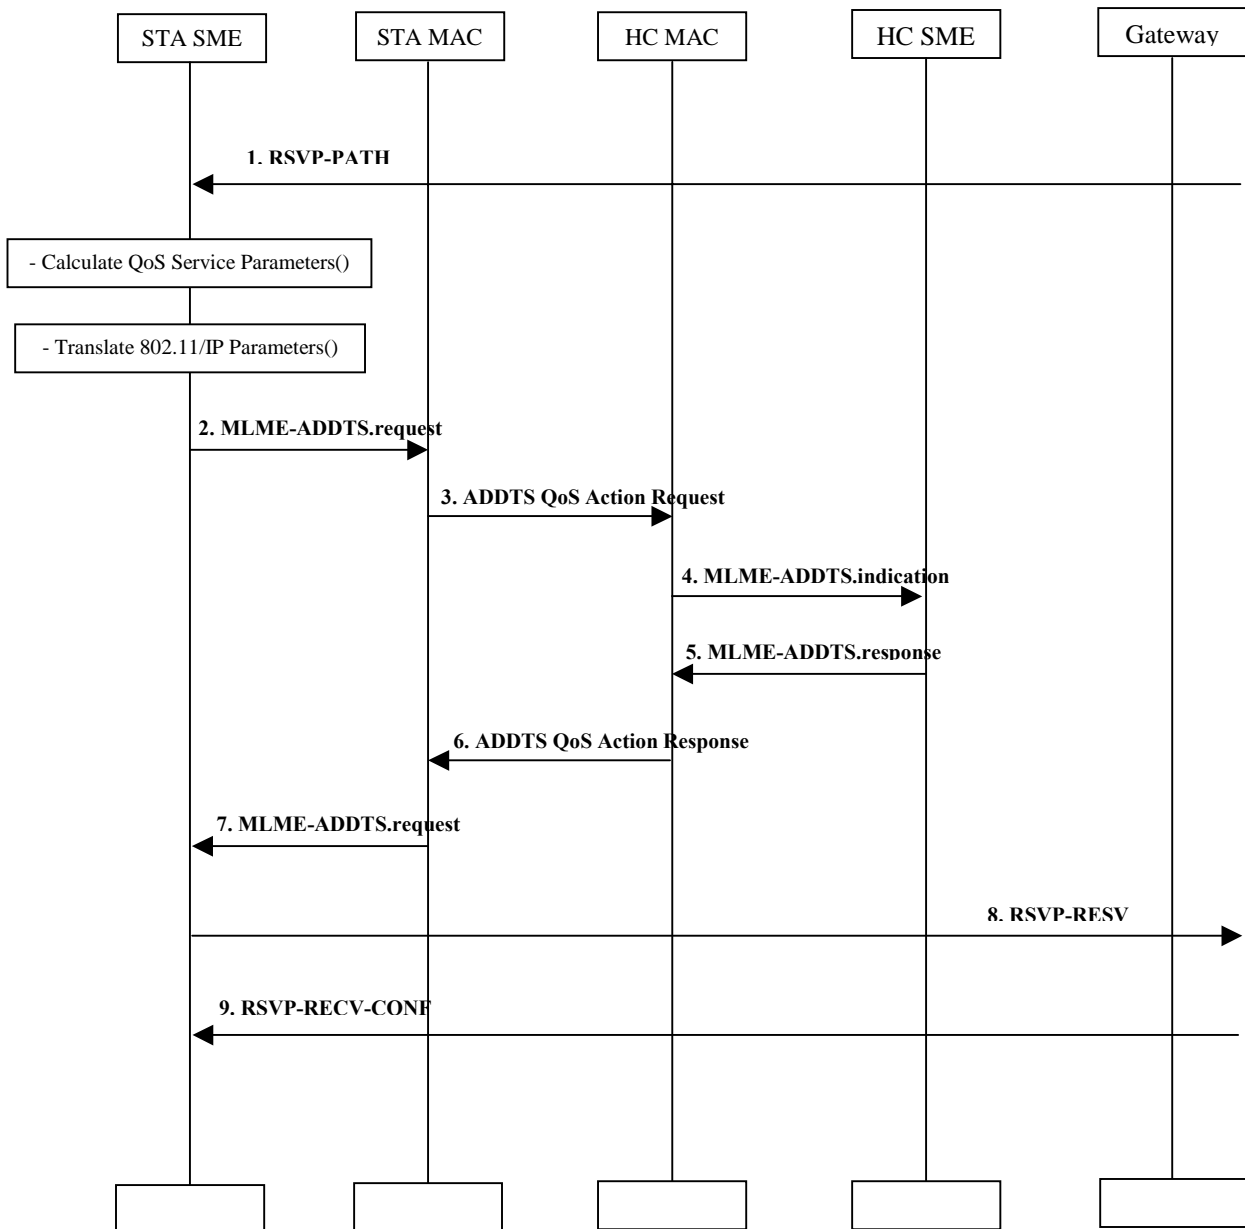 STA SME
STA MAC
HC MAC
HC SME
Gateway
1. RSVP-PATH
- Calculate QoS Service Parameters()
- Translate 802.11/IP Parameters()
2. MLME-ADDTS.request
3. ADDTS QoS Action Request
4. MLME-ADDTS.indication
5. MLME-ADDTS.response
6. ADDTS QoS Action Response
7. MLME-ADDTS.request
8. RSVP-RESV
9. RSVP-RECV-CONF